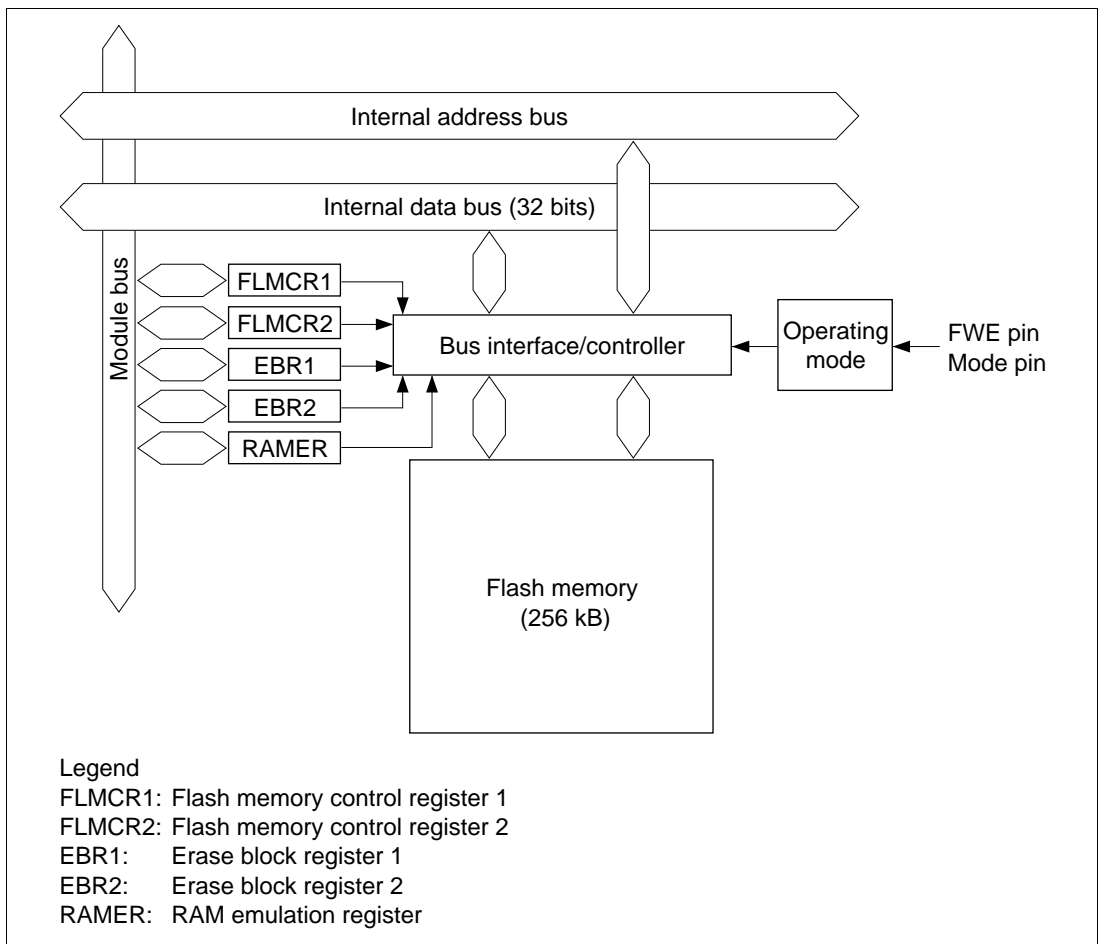 Internal address bus
Internal data bus (32 bits)
Module bus
FLMCR1
FLMCR2
EBR1
EBR2
RAMER
Bus interface/controller
Operating
mode
FWE pin
Mode pin
Flash memory
(256 kB)
Legend
FLMCR1: Flash memory control register 1
FLMCR2: Flash memory control register 2
EBR1: Erase block register 1
EBR2: Erase block register 2
RAMER: RAM emulation register